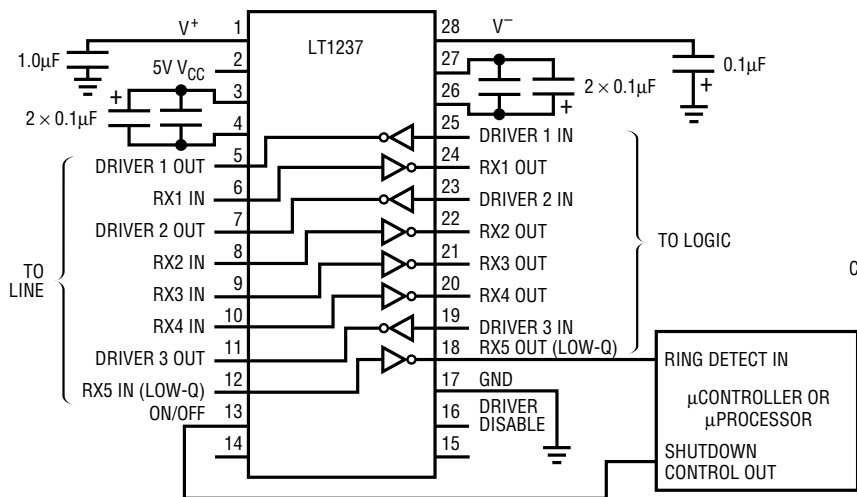 LT1237
V+
1
1.0µF
2
5V VCC
3
+
2 × 0.1µF
4
DRIVER 1 OUT
5
RX1 IN
6
DRIVER 2 OUT
7
RX2 IN
8
RX3 IN
9
RX4 IN
10
DRIVER 3 OUT
11
RX5 IN (LOW-Q)
12
ON/OFF
13
14
TO
LINE
28
V−
0.1µF
+
27
26
2 × 0.1µF
+
25
DRIVER 1 IN
24
RX1 OUT
23
DRIVER 2 IN
22
RX2 OUT
21
RX3 OUT
20
RX4 OUT
19
DRIVER 3 IN
18
RX5 OUT (LOW-Q)
17
GND
16
DRIVER
DISABLE
15
TO LOGIC
C
RING DETECT IN
µCONTROLLER OR
µPROCESSOR
SHUTDOWN
CONTROL OUT